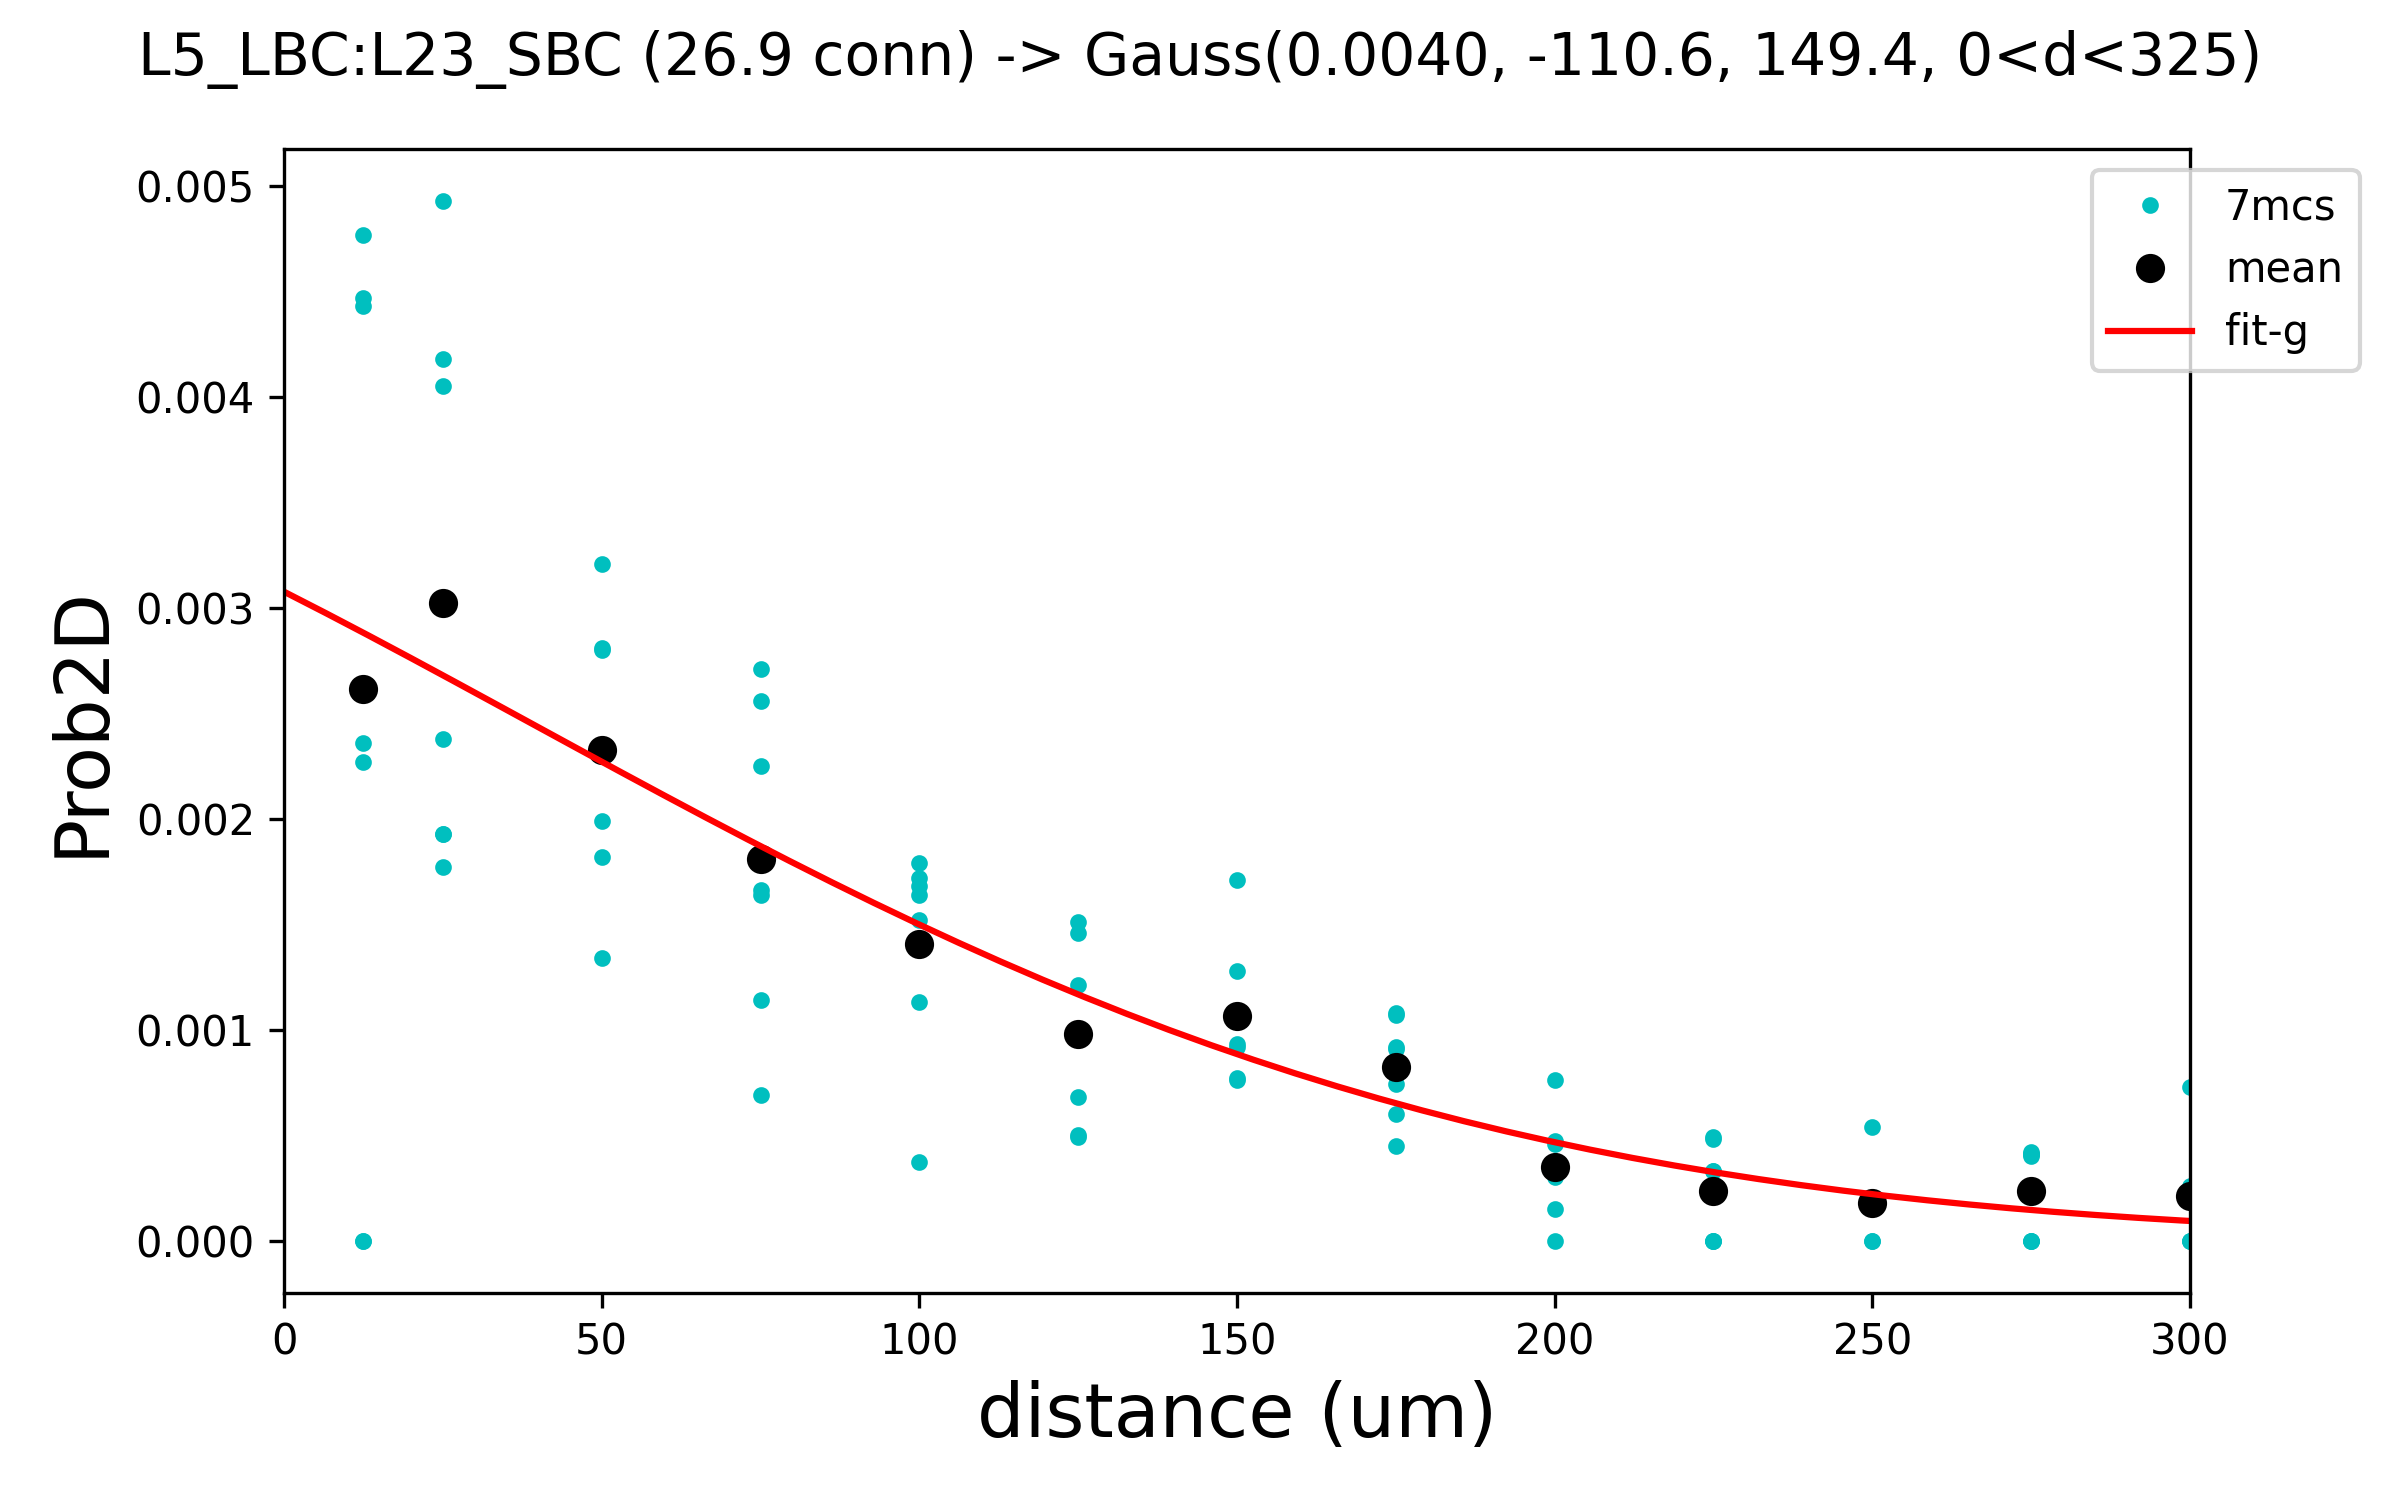 L5_LBC:L23_SBC (26.9 conn) -> Gauss(0.0040, -110.6, 149.4, 0<d<325)
7mcs
mean
fit-g
Prob2D
0.005
0.004
0.003
0.002
0.001
0.000
0 50 100 150 200 250 300
distance (um)